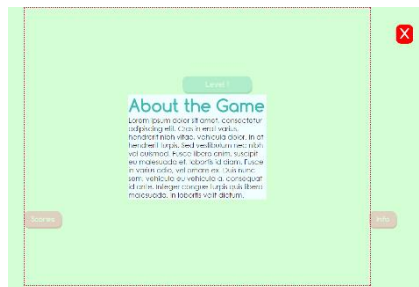 X
Level 1
About the Game
Lorem ipsum dolor sit amet, consectetur
adipiscing elit. Cras in erat varius,
hendrerit nibh vitae, vehicula dolor. In at
hendrerit turpis. Sed vestibulum nec nibh
vel euismod. Fusce libero enim, suscipit
eu malesuada et, lobortis id diam. Fusce
in varius odio, vel ornare ex. Duis nunc
sem, vehicula eu vehicula a, consequat
id ante. Integer congue turpis quis libero
malesuada, in lobortis velit dictum.
Scores
Info